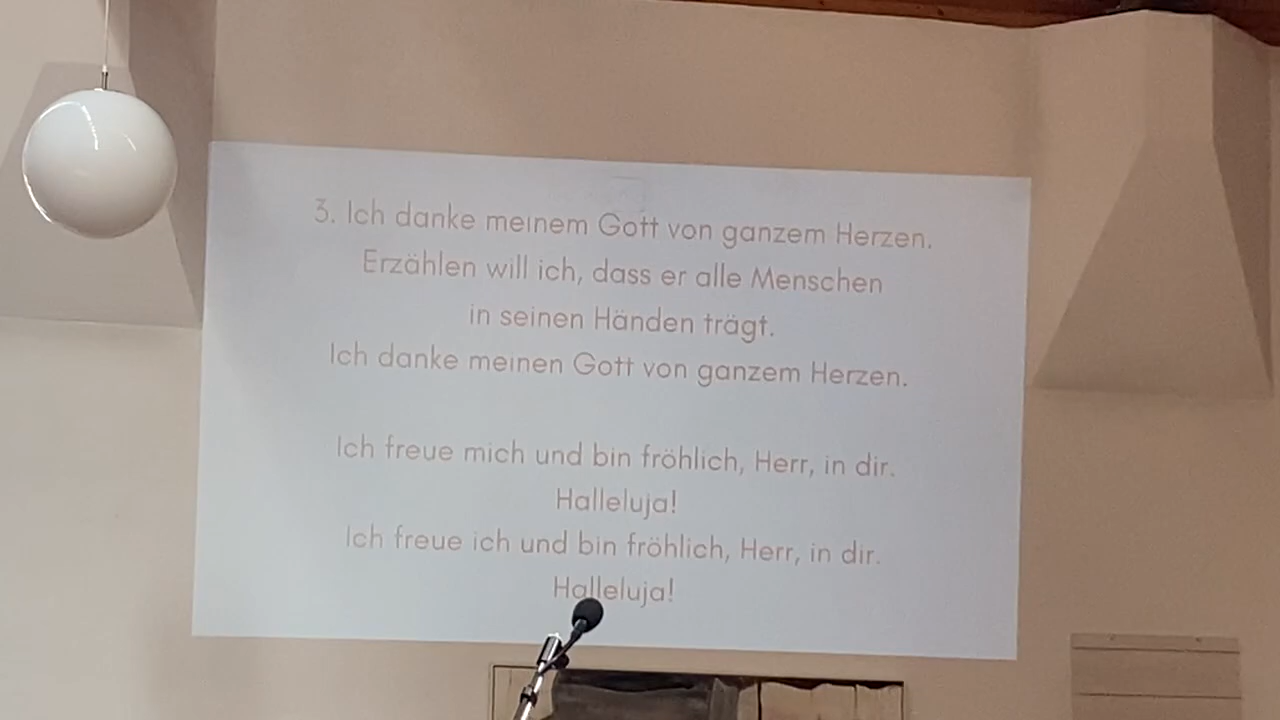 3. Ich danke meinem Gott von ganzem Herzen.
Erzählen will ich, dass er alle Menschen
in seinen Händen trägt.
Ich danke meinen Gott von ganzem Herzen.
Ich freue mich und bin fröhlich, Herr, in dir.
Halleluja!
Ich freue ich und bin fröhlich, Herr, in dir.
Halleluja!